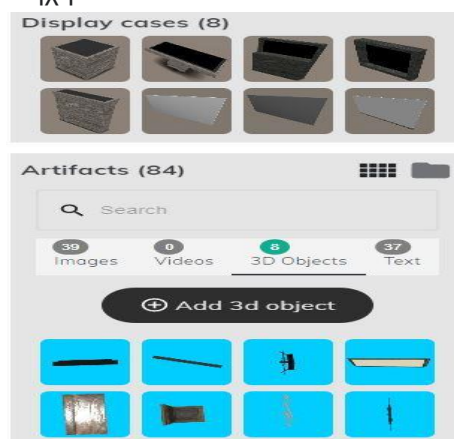 Display cases (8)
Artifacts (84)
Search
39 0 8 37
Images Videos 3D Objects Text
Add 3d object